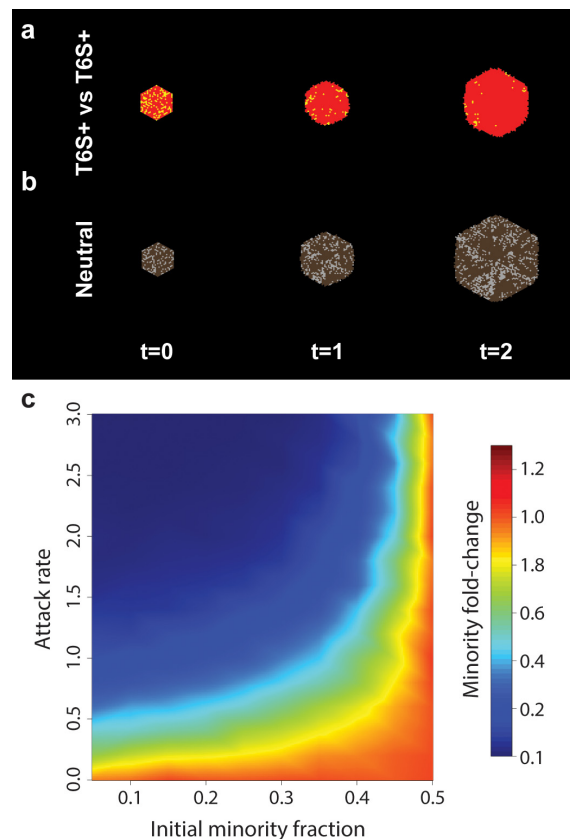 a
T6S+ vs T6S+
b
Neutral
t=0 t=1 t=2
c
3.0
2.5
2.0
1.5
1.0
0.5
0.0
Attack rate
0.1 0.2 0.3 0.4 0.5
Initial minority fraction
1.2
1.0
1.8
0.6
0.4
0.2
0.1
Minority fold-change